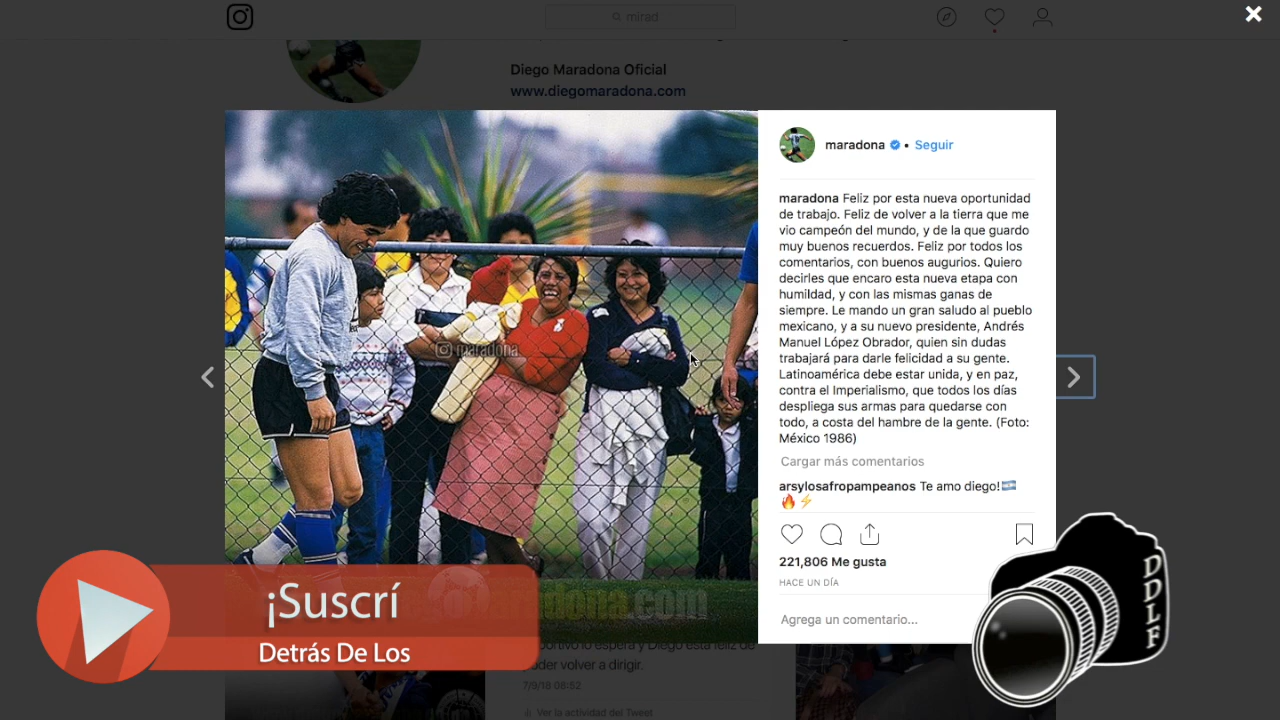 mirad
Diego Maradona Oficial
www.diegomaradona.com
maradona • Seguir
maradona Feliz por esta nueva oportunidad
de trabajo. Feliz de volver a la tierra que me
vio campeón del mundo, y de la que guardo
muy buenos recuerdos. Feliz por todos los
comentarios, con buenos augurios. Quiero
decirles que encaro esta nueva etapa con
humildad, y con las mismas ganas de
siempre. Le mando un gran saludo al pueblo
mexicano, y a su nuevo presidente, Andrés
Manuel López Obrador, quien sin dudas
trabajará para darle felicidad a su gente.
Latinoamérica debe estar unida, y en paz,
contra el Imperialismo, que todos los días
despliega sus armas para quedarse con
todo, a costa del hambre de la gente. (Foto:
México 1986)
Cargar más comentarios
arsylosafropampeanos Te amo diego!🇦🇷
🔥⚡
221,806 Me gusta
HACE UN DÍA
Agrega un comentario...
maradona
maradona.com
¡Suscrí
Detrás De Los
DDLF
lo espera y Diego está feliz de
poder volver a dirigir.
7/9/18 08:52
Ver la actividad del Tweet